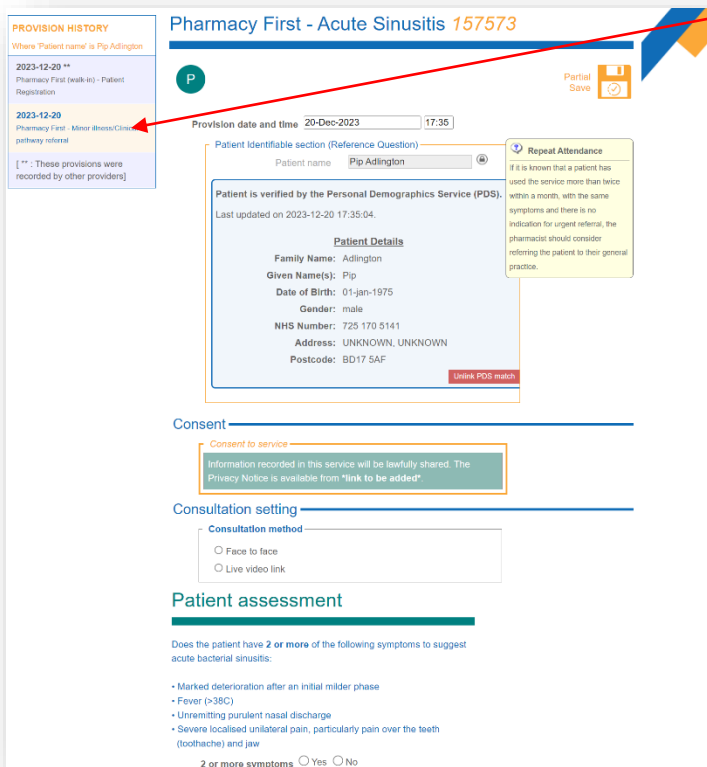 PROVISION HISTORY
Where 'Patient name' is Pip Adlington
2023-12-20 **
Pharmacy First (walk-in) - Patient
Registration
2023-12-20
Pharmacy First - Minor illness/Clinical
pathway referral
[ ** : These provisions were
recorded by other providers]
Pharmacy First - Acute Sinusitis 157573
P
Partial
Save
Provision date and time 20-Dec-2023 17:35
Patient Identifiable section (Reference Question)
Patient name Pip Adlington
Patient is verified by the Personal Demographics Service (PDS).
Last updated on 2023-12-20 17:35:04.
Patient Details
Family Name: Adlington
Given Name(s): Pip
Date of Birth: 01-jan-1975
Gender: male
NHS Number: 725 170 5141
Address: UNKNOWN, UNKNOWN
Postcode: BD17 5AF
Unlink PDS match
Repeat Attendance
If it is known that a patient has
used the service more than twice
within a month, with the same
symptoms and there is no
indication for urgent referral, the
pharmacist should consider
referring the patient to their general
practice.
Consent
Consent to service
Information recorded in this service will be lawfully shared. The
Privacy Notice is available from *link to be added*.
Consultation setting
Consultation method
Face to face
Live video link
Patient assessment
Does the patient have 2 or more of the following symptoms to suggest
acute bacterial sinusitis:
• Marked deterioration after an initial milder phase
• Fever (>38C)
• Unremitting purulent nasal discharge
• Severe localised unilateral pain, particularly pain over the teeth
(toothache) and jaw
2 or more symptoms Yes No